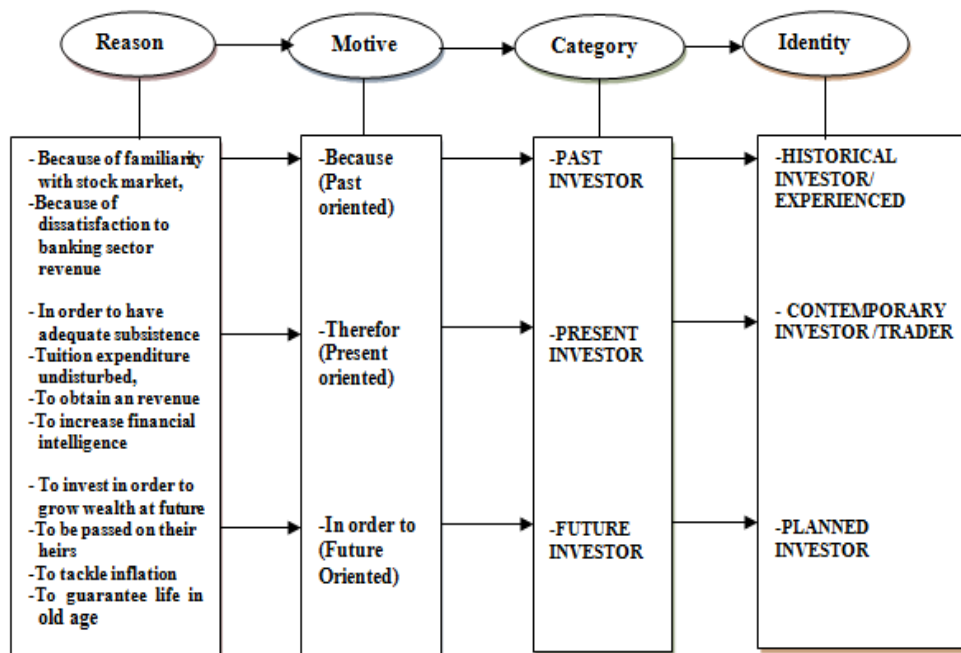 Reason
Motive
Category
Identity
- Because of familiarity
with stock market,
-Because of
dissatisfaction to
banking sector
revenue
- In order to have
adequate subsistence
-Tuition expenditure
undisturbed,
-To obtain an revenue
-To increase financial
intelligence
- To invest in order to
grow wealth at future
-To be passed on their
heirs
-To tackle inflation
-To guarantee life in
old age
-Because
(Past
oriented)
-Therefor
(Present
oriented)
-In order to
(Future
Oriented)
-PAST
INVESTOR
-PRESENT
INVESTOR
-FUTURE
INVESTOR
-HISTORICAL
INVESTOR/
EXPERIENCED
- CONTEMPORARY
INVESTOR /TRADER
-PLANNED
INVESTOR